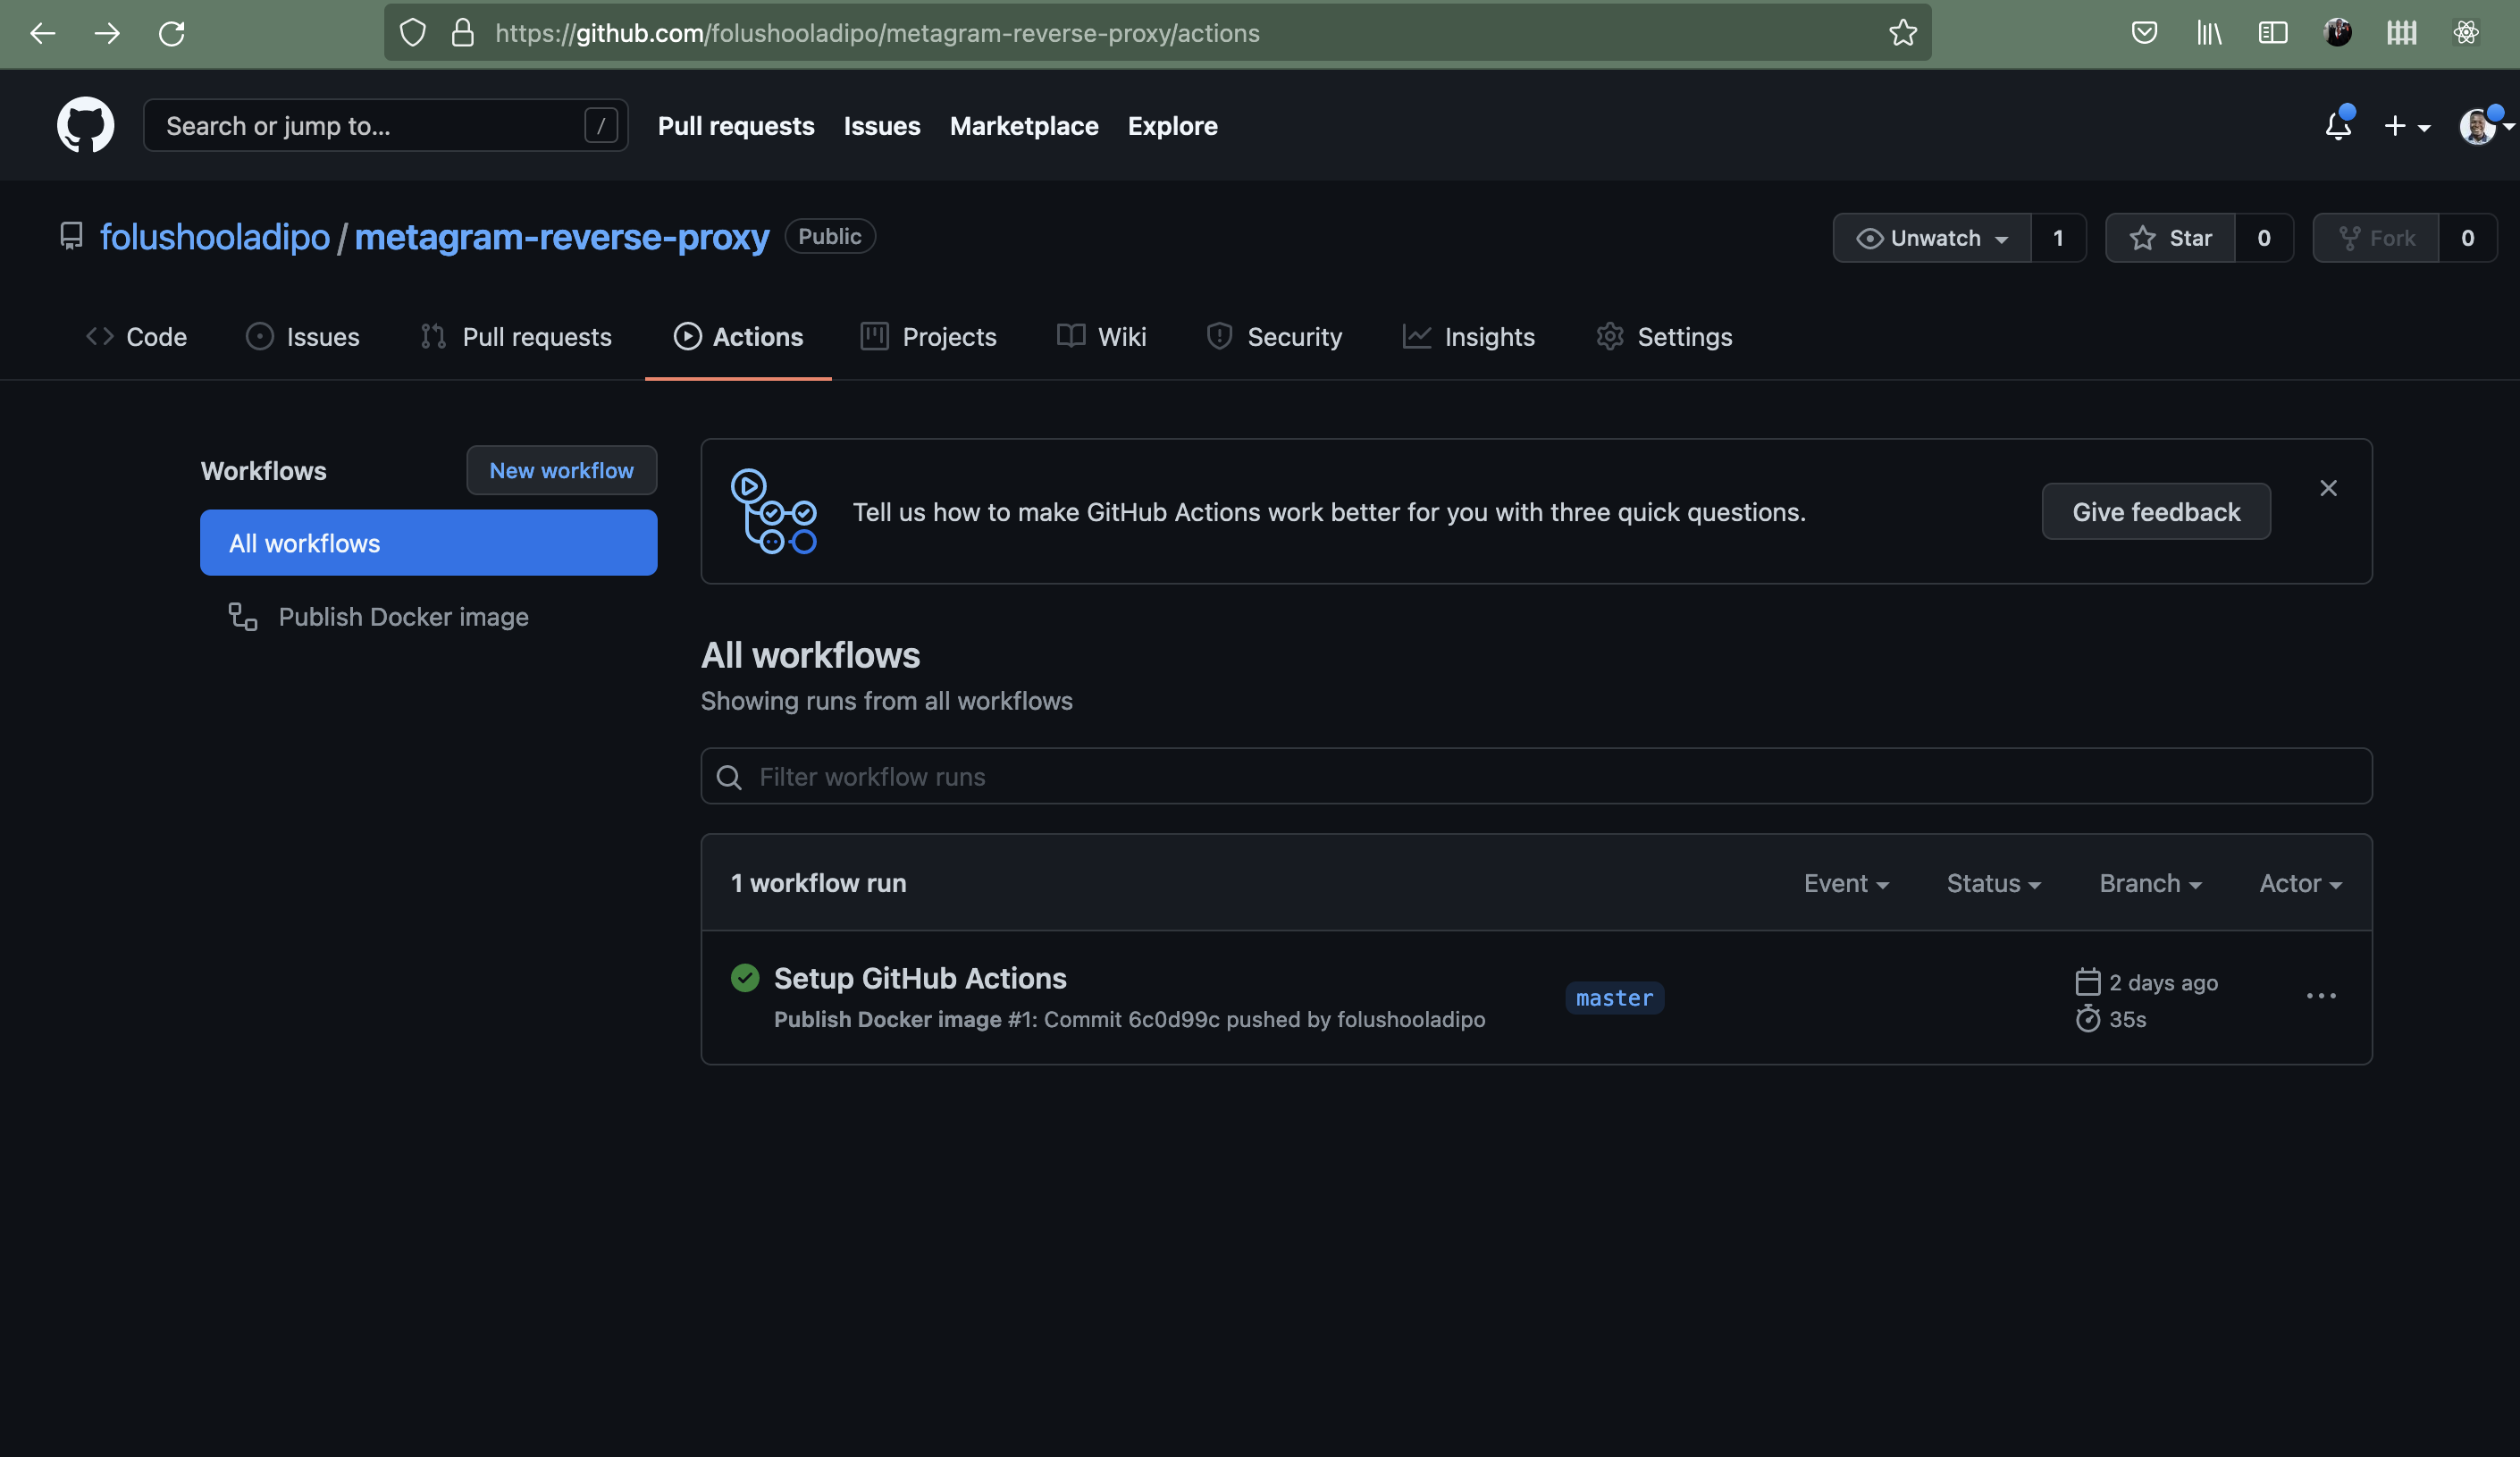 https://github.com/folushooladipo/metagram-reverse-proxy/actions
Search or jump to... /
Pull requests Issues Marketplace Explore
folushooladipo / metagram-reverse-proxy Public
Unwatch 1 Star 0 Fork 0
Code Issues Pull requests Actions Projects Wiki Security Insights Settings
Workflows New workflow
All workflows
Publish Docker image
Tell us how to make GitHub Actions work better for you with three quick questions. Give feedback
All workflows
Showing runs from all workflows
Filter workflow runs
1 workflow run Event Status Branch Actor
Setup GitHub Actions
Publish Docker image #1: Commit 6c0d99c pushed by folushooladipo
master
2 days ago
35s